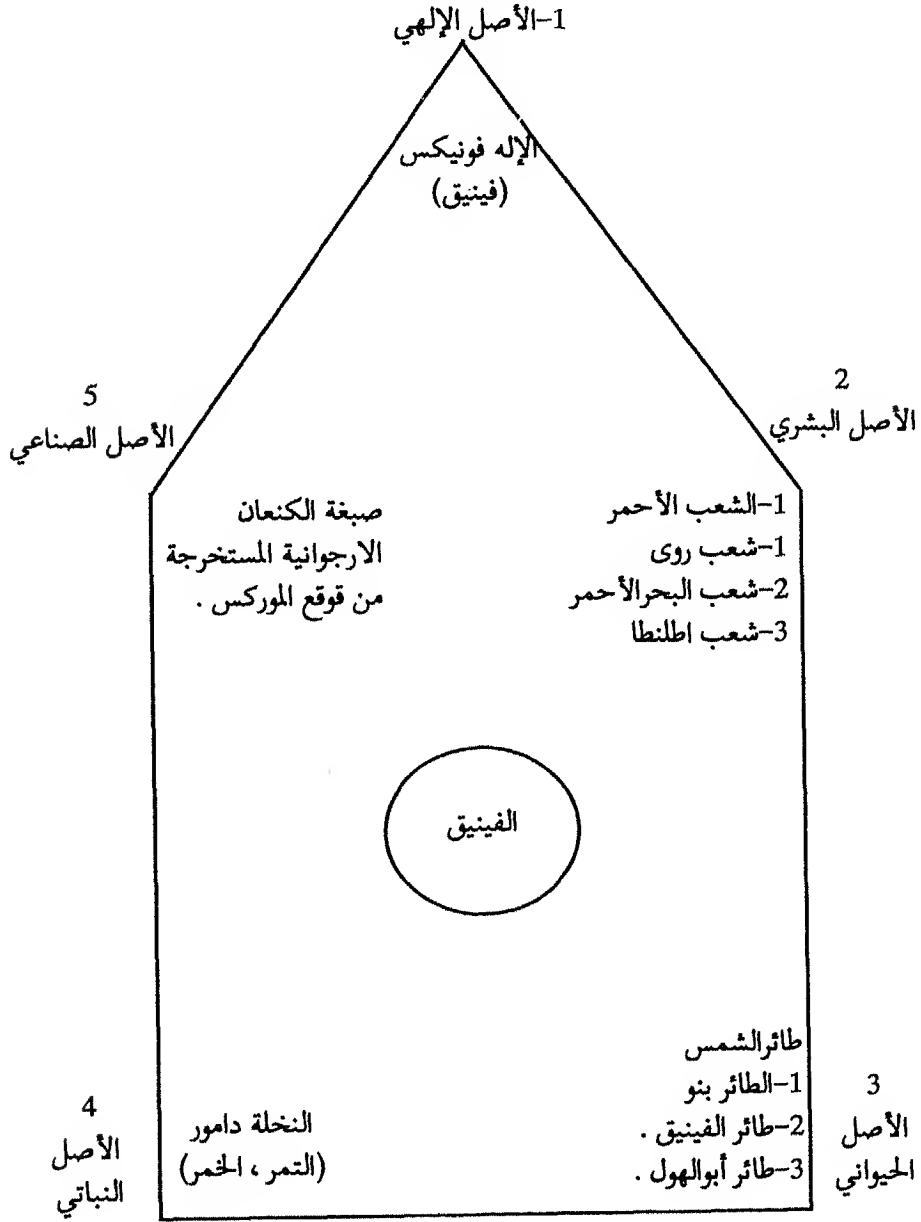 1-الأصل الإلهي
الإله فونيكس
(فينيق)
2
الأصل البشري
1-الشعب الأحمر
1-شعب روى
2-شعب البحرالأحمر
3-شعب اطلنطا
5
الأصل الصناعي
صبغة الكنعان
الارجوانية المستخرجة
من قوقع الموركس .
الفينيق
3
الأصل
الحيواني
طائرالشمس
1-الطائر بنو
2-طائر الفينيق .
3-طائر أبوالهول .
4
الأصل
النباتي
النخلة دامور
(التمر ، الخمر)